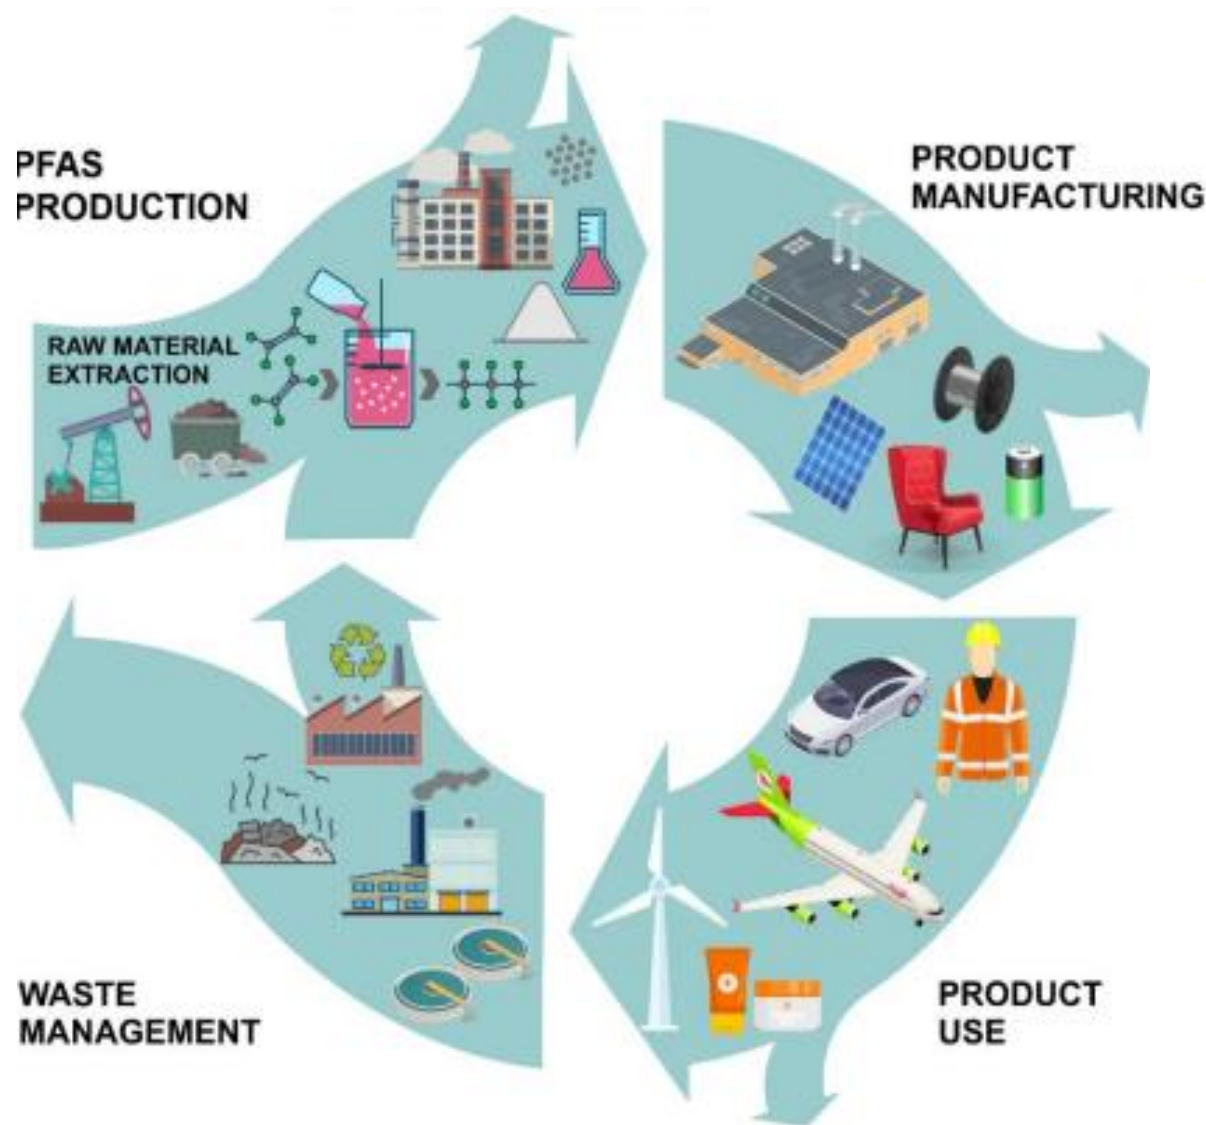 PFAS
PRODUCTION
PRODUCT
MANUFACTURING
RAW MATERIAL
EXTRACTION
WASTE
MANAGEMENT
PRODUCT
USE